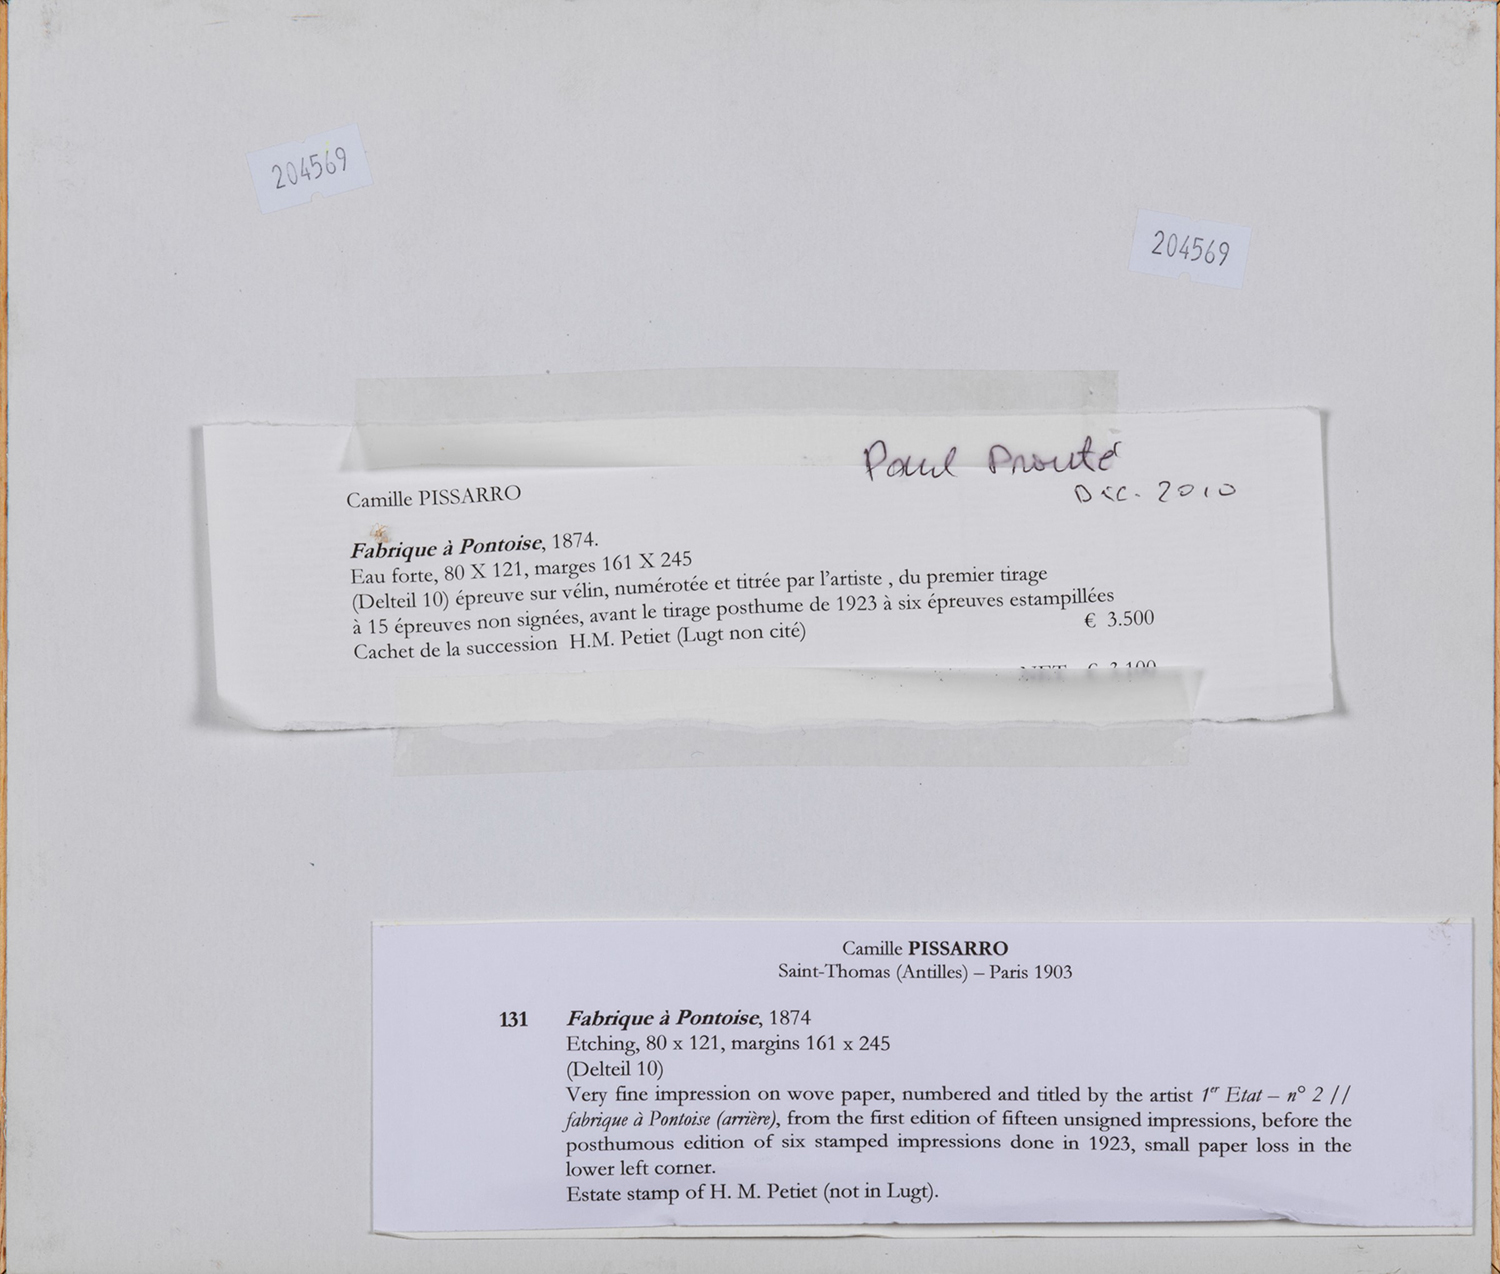 204569
204569
Paul Prouté
Dec. 2010
Camille PISSARRO
Fabrique à Pontoise, 1874.
Eau forte, 80 X 121, marges 161 X 245
(Delteil 10) épreuve sur vélin, numérotée et titrée par l'artiste , du premier tirage
à 15 épreuves non signées, avant le tirage posthume de 1923 à six épreuves estampillées
Cachet de la succession H.M. Petiet (Lugt non cité) € 3.500
Camille PISSARRO
Saint-Thomas (Antilles) – Paris 1903
131 Fabrique à Pontoise, 1874
Etching, 80 x 121, margins 161 x 245
(Delteil 10)
Very fine impression on wove paper, numbered and titled by the artist 1er Etat – n° 2 //
fabrique à Pontoise (arrière), from the first edition of fifteen unsigned impressions, before the
posthumous edition of six stamped impressions done in 1923, small paper loss in the
lower left corner.
Estate stamp of H. M. Petiet (not in Lugt).